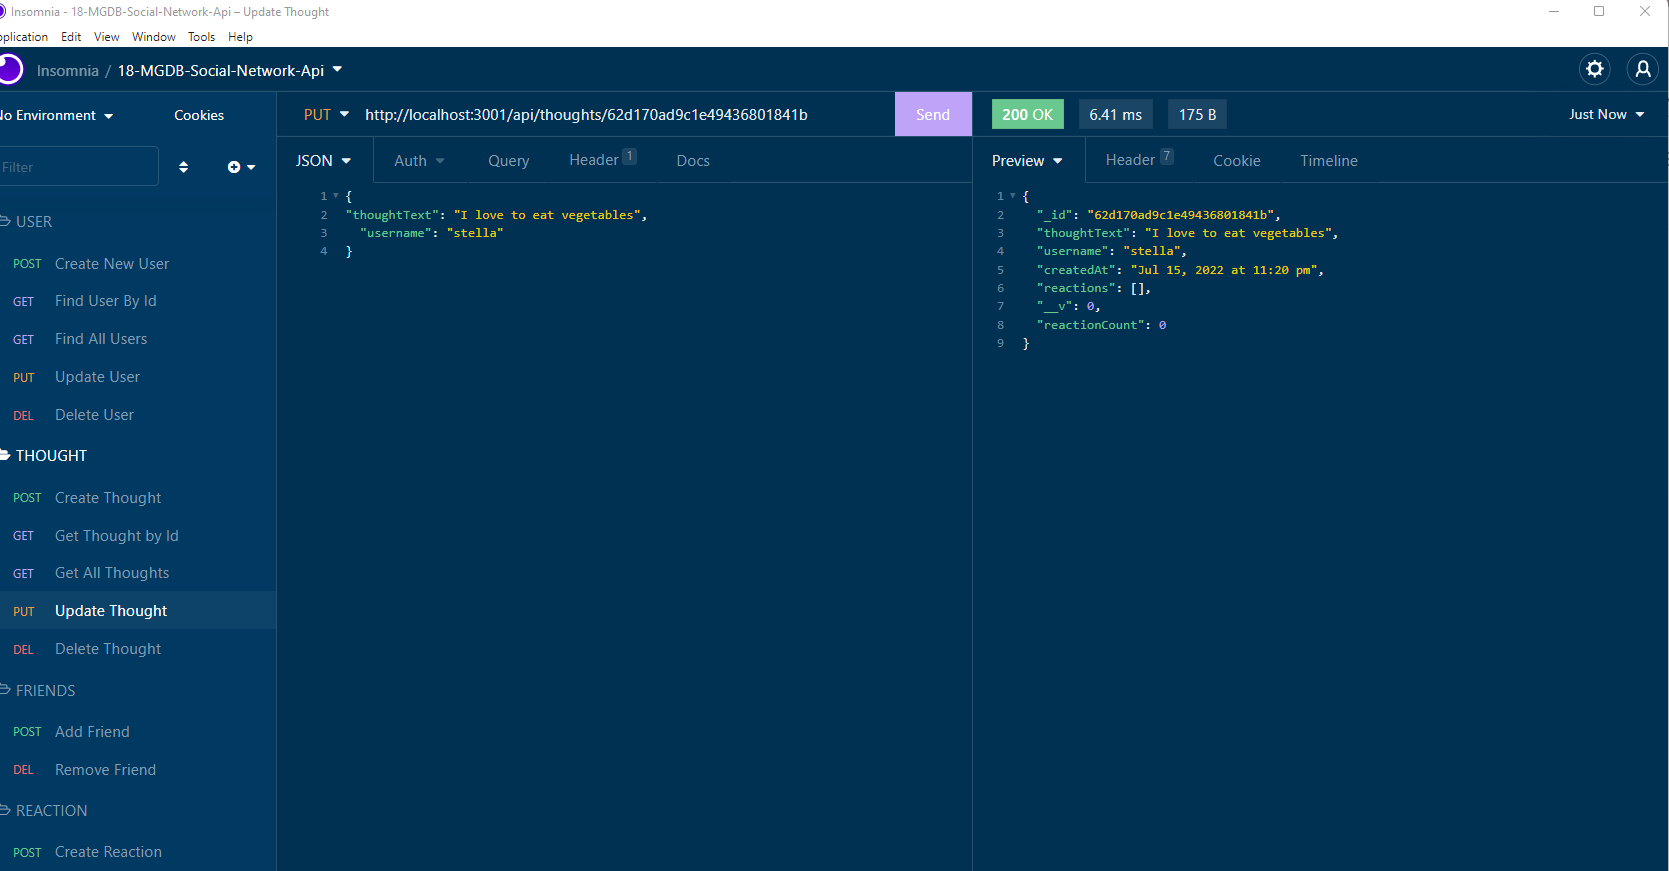 Insomnia - 18-MGDB-Social-Network-Api – Update Thought
pplication Edit View Window Tools Help
Insomnia / 18-MGDB-Social-Network-Api
No Environment Cookies
Filter
USER
POST Create New User
GET Find User By Id
GET Find All Users
PUT Update User
DEL Delete User
THOUGHT
POST Create Thought
GET Get Thought by Id
GET Get All Thoughts
PUT Update Thought
DEL Delete Thought
FRIENDS
POST Add Friend
DEL Remove Friend
REACTION
POST Create Reaction
PUT http://localhost:3001/api/thoughts/62d170ad9c1e49436801841b Send
JSON Auth Query Header 1 Docs
1 {
2 "thoughtText": "I love to eat vegetables",
3 "username": "stella"
4 }
200 OK 6.41 ms 175 B Just Now
Preview Header 7 Cookie Timeline
1 {
2 "_id": "62d170ad9c1e49436801841b",
3 "thoughtText": "I love to eat vegetables",
4 "username": "stella",
5 "createdAt": "Jul 15, 2022 at 11:20 pm",
6 "reactions": [],
7 "__v": 0,
8 "reactionCount": 0
9 }